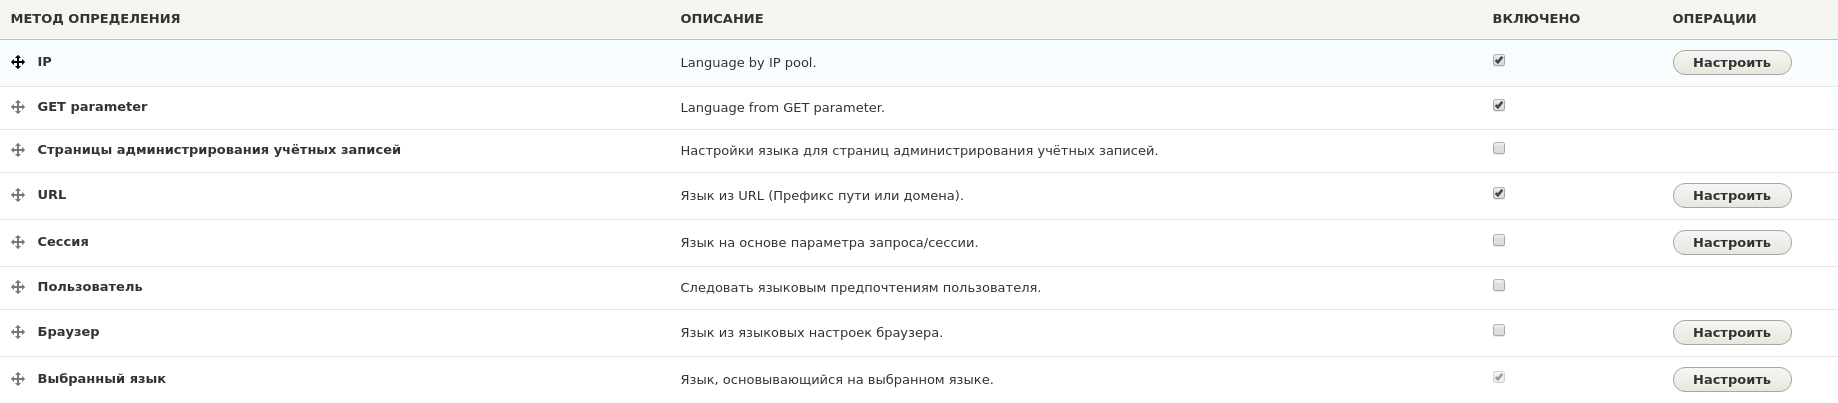 МЕТОД ОПРЕДЕЛЕНИЯ ОПИСАНИЕ ВКЛЮЧЕНО ОПЕРАЦИИ
IP Language by IP pool. Настроить
GET parameter Language from GET parameter.
Страницы администрирования учётных записей Настройки языка для страниц администрирования учётных записей.
URL Язык из URL (Префикс пути или домена). Настроить
Сессия Язык на основе параметра запроса/сессии. Настроить
Пользователь Следовать языковым предпочтениям пользователя.
Браузер Язык из языковых настроек браузера. Настроить
Выбранный язык Язык, основывающийся на выбранном языке. Настроить